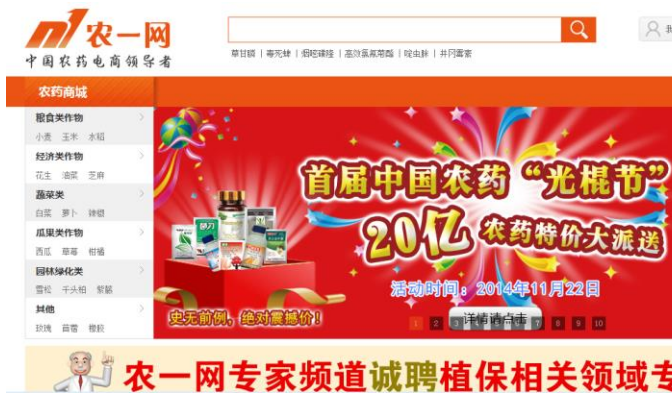 农一网
中国农药电商领导者
草甘膦 | 毒死蜱 | 烟嘧磺隆 | 高效氯氟氰菊酯 | 啶虫脒 | 井冈霉素
我
农药商城
粮食类作物
小麦 玉米 水稻
经济类作物
花生 油菜 芝麻
蔬菜类
白菜 萝卜 辣椒
瓜果类作物
西瓜 草莓 柑橘
园林绿化类
雪松 千头柏
其他
玫瑰 苜蓿
首届中国农药“光棍节”
20亿 农药特价大派送
活动时间：2014年11月22日
史无前例，绝对震撼价！
详情请点击
1 2 3 7 8 9 10
农一网专家频道诚聘植保相关领域专